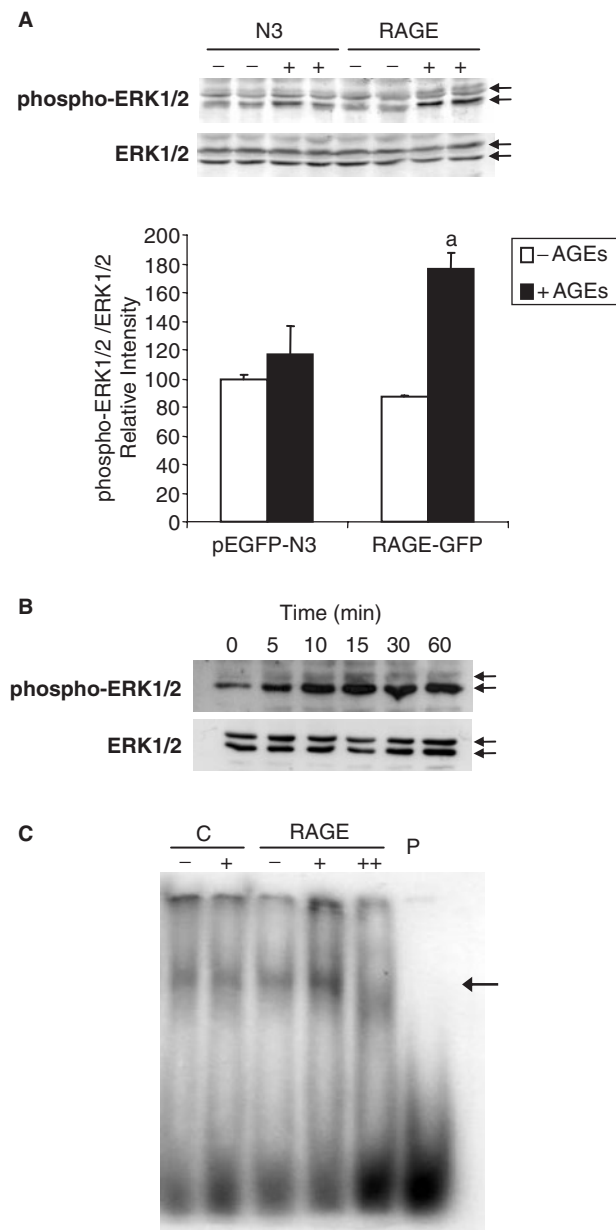 A
N3 RAGE
– – + + – – + +
phospho-ERK1/2
ERK1/2
phospho-ERK1/2 /ERK1/2
Relative Intensity
200
180
160
140
120
100
80
60
40
20
0
a
– AGEs
+ AGEs
pEGFP-N3 RAGE-GFP
B
Time (min)
0 5 10 15 30 60
phospho-ERK1/2
ERK1/2
C
C RAGE P
– + – + ++